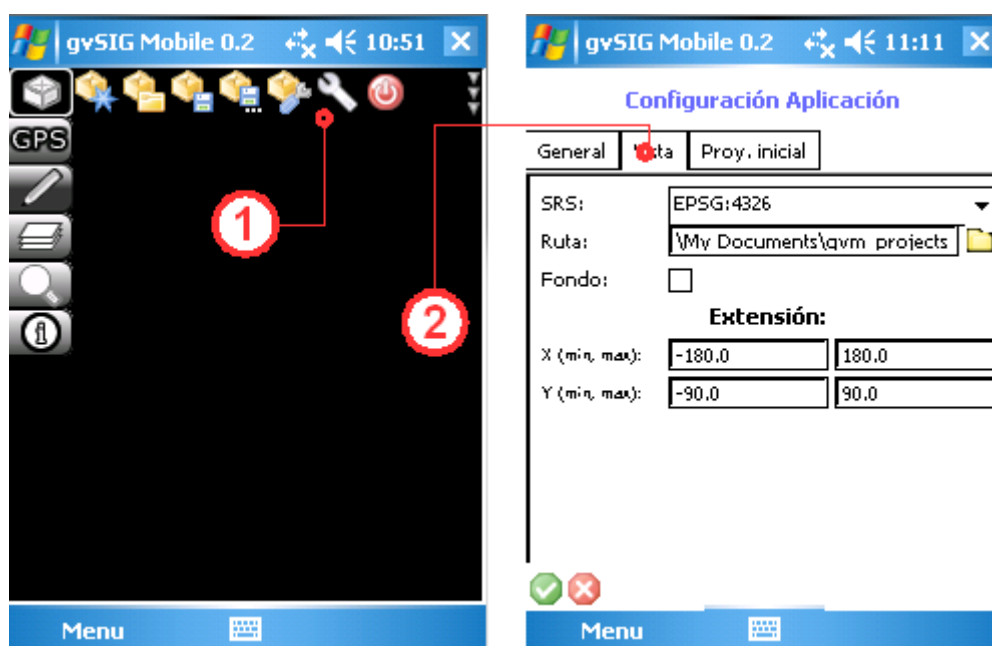 gvSIG Mobile 0.2 10:51
GPS
1
Menu
gvSIG Mobile 0.2 11:11
Configuración Aplicación
General Vista Proy. inicial
SRS: EPSG:4326
Ruta: \My Documents\gvm_projects
Fondo:
Extensión:
X (min, max): -180.0 180.0
Y (min, max): -90.0 90.0
2
Menu